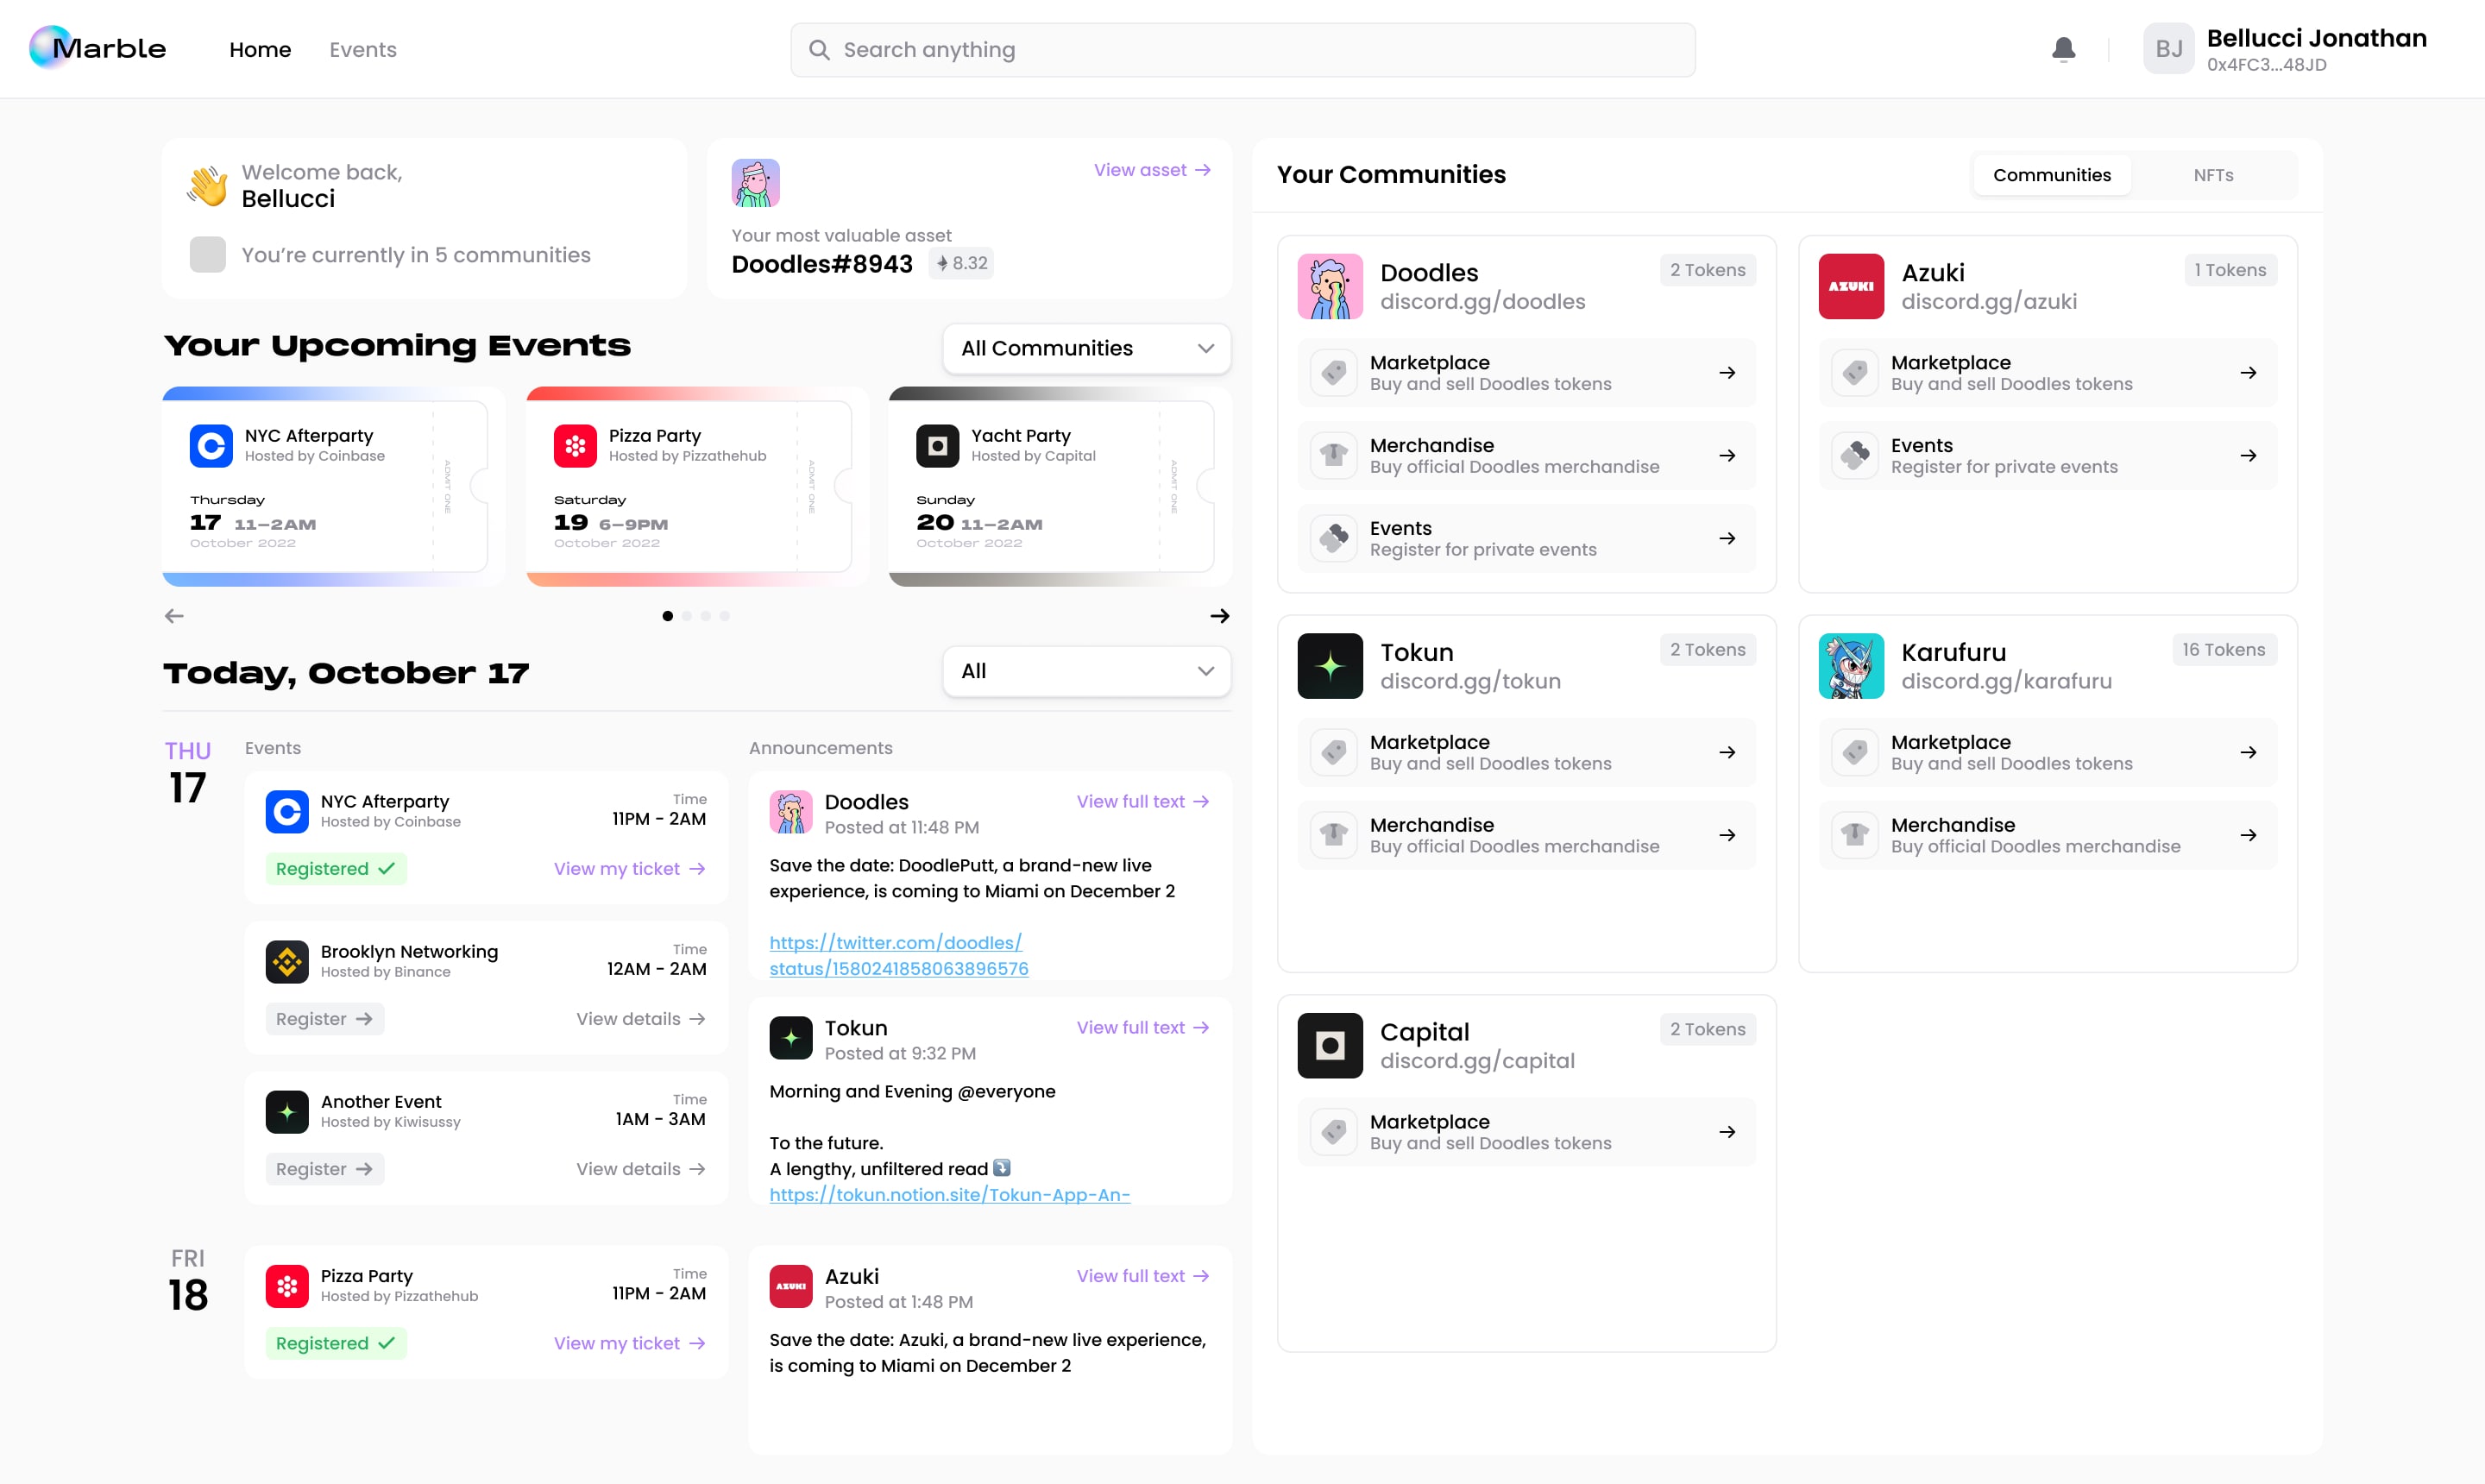 Marble
Home
Events
Search anything
BJ
Bellucci Jonathan
0x4FC3...48JD
Welcome back,
Bellucci
You’re currently in 5 communities
View asset →
Your most valuable asset
Doodles#8943
8.32
Your Upcoming Events
All Communities
NYC Afterparty
Hosted by Coinbase
Thursday
17 11–2AM
October 2022
ADMIT ONE
Pizza Party
Hosted by Pizzathehub
Saturday
19 6–9PM
October 2022
ADMIT ONE
Yacht Party
Hosted by Capital
Sunday
20 11–2AM
October 2022
ADMIT ONE
Today, October 17
All
THU
17
Events
NYC Afterparty
Hosted by Coinbase
Time
11PM - 2AM
Registered
View my ticket →
Brooklyn Networking
Hosted by Binance
Time
12AM - 2AM
Register →
View details →
Another Event
Hosted by Kiwisussy
Time
1AM - 3AM
Register →
View details →
Announcements
Doodles
Posted at 11:48 PM
View full text →
Save the date: DoodlePutt, a brand-new live
experience, is coming to Miami on December 2
https://twitter.com/doodles/
status/1580241858063896576
Tokun
Posted at 9:32 PM
View full text →
Morning and Evening @everyone
To the future.
A lengthy, unfiltered read ⤵️
https://tokun.notion.site/Tokun-App-An-
FRI
18
Pizza Party
Hosted by Pizzathehub
Time
11PM - 2AM
Registered
View my ticket →
AZUKI
Azuki
Posted at 1:48 PM
View full text →
Save the date: Azuki, a brand-new live experience,
is coming to Miami on December 2
Your Communities
Communities
NFTs
Doodles
discord.gg/doodles
2 Tokens
Marketplace
Buy and sell Doodles tokens
Merchandise
Buy official Doodles merchandise
Events
Register for private events
AZUKI
Azuki
discord.gg/azuki
1 Tokens
Marketplace
Buy and sell Doodles tokens
Events
Register for private events
Tokun
discord.gg/tokun
2 Tokens
Marketplace
Buy and sell Doodles tokens
Merchandise
Buy official Doodles merchandise
Karufuru
discord.gg/karafuru
16 Tokens
Marketplace
Buy and sell Doodles tokens
Merchandise
Buy official Doodles merchandise
Capital
discord.gg/capital
2 Tokens
Marketplace
Buy and sell Doodles tokens